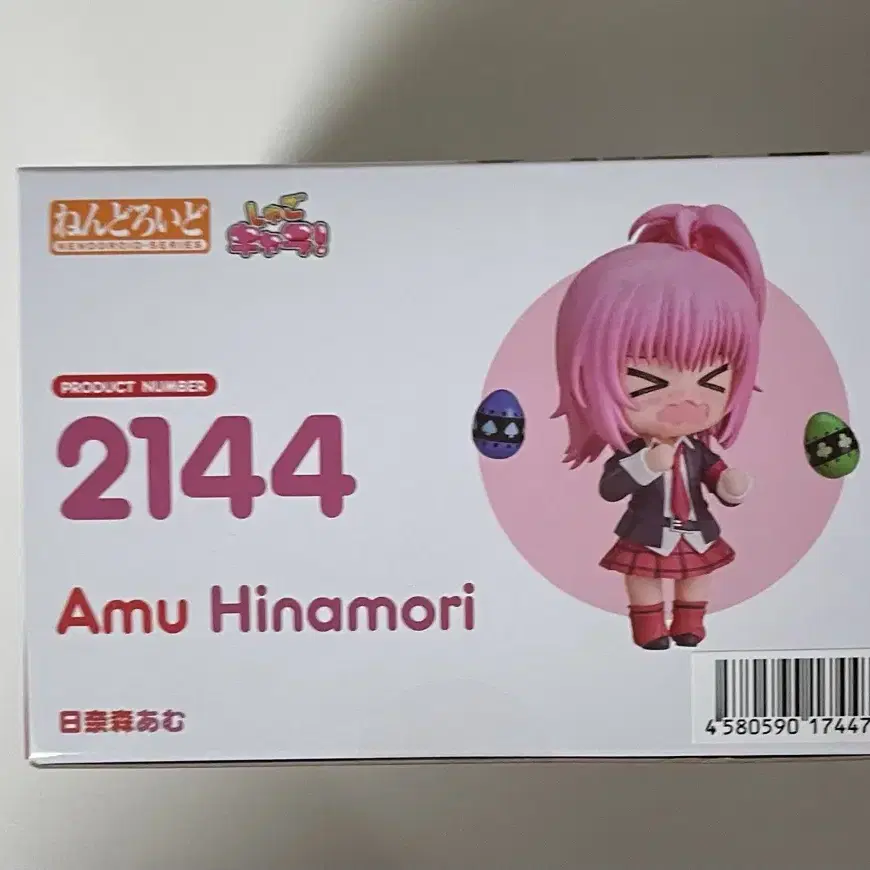 ねんどろいど
NENDOROID-SERIES
しゅご
キャラ!
PRODUCT NUMBER
2144
Amu Hinamori
日奈森あむ
4 580590 17447